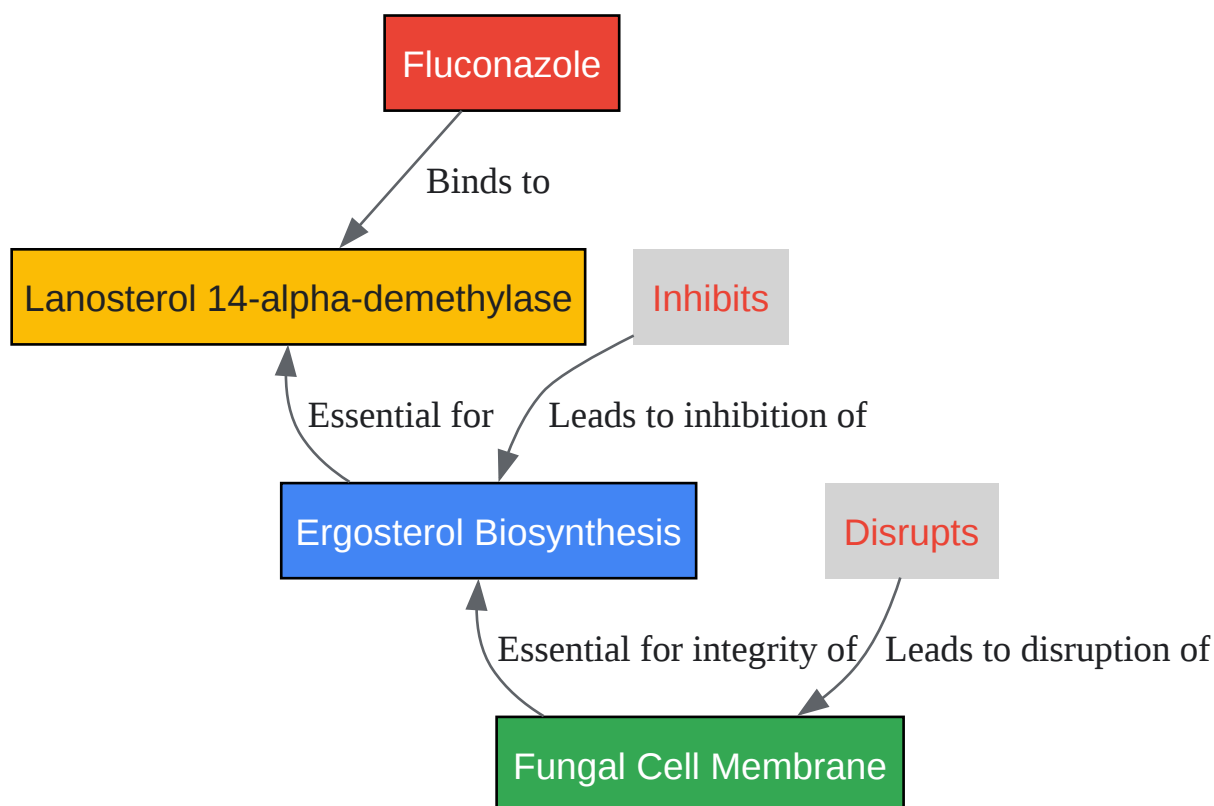 Fluconazole
Binds to
Lanosterol 14-alpha-demethylase
Inhibits
Essential for
Leads to inhibition of
Ergosterol Biosynthesis
Disrupts
Essential for integrity of
Leads to disruption of
Fungal Cell Membrane